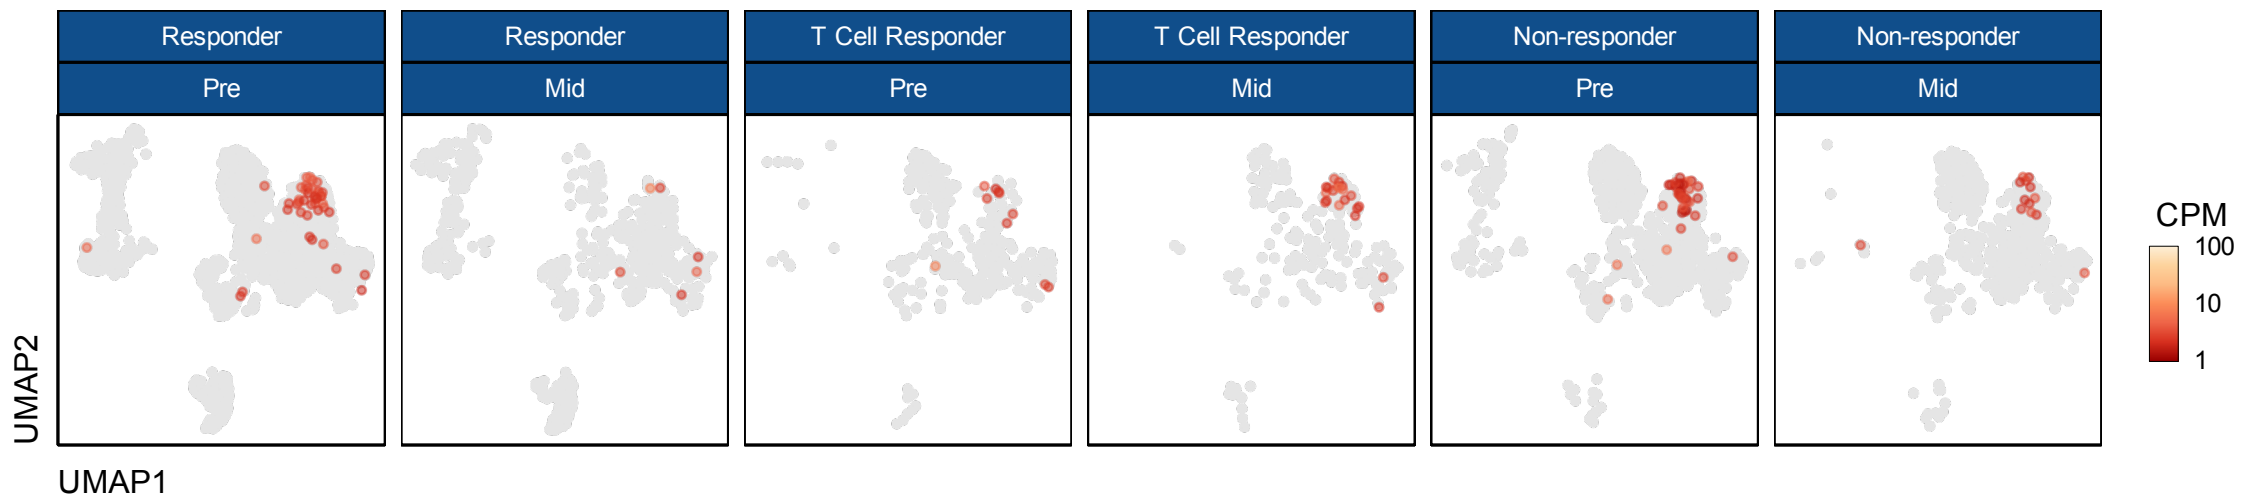 Responder Responder T Cell Responder T Cell Responder Non-responder Non-responder
Pre Mid Pre Mid Pre Mid
CPM
100
10
1
UMAP2
UMAP1